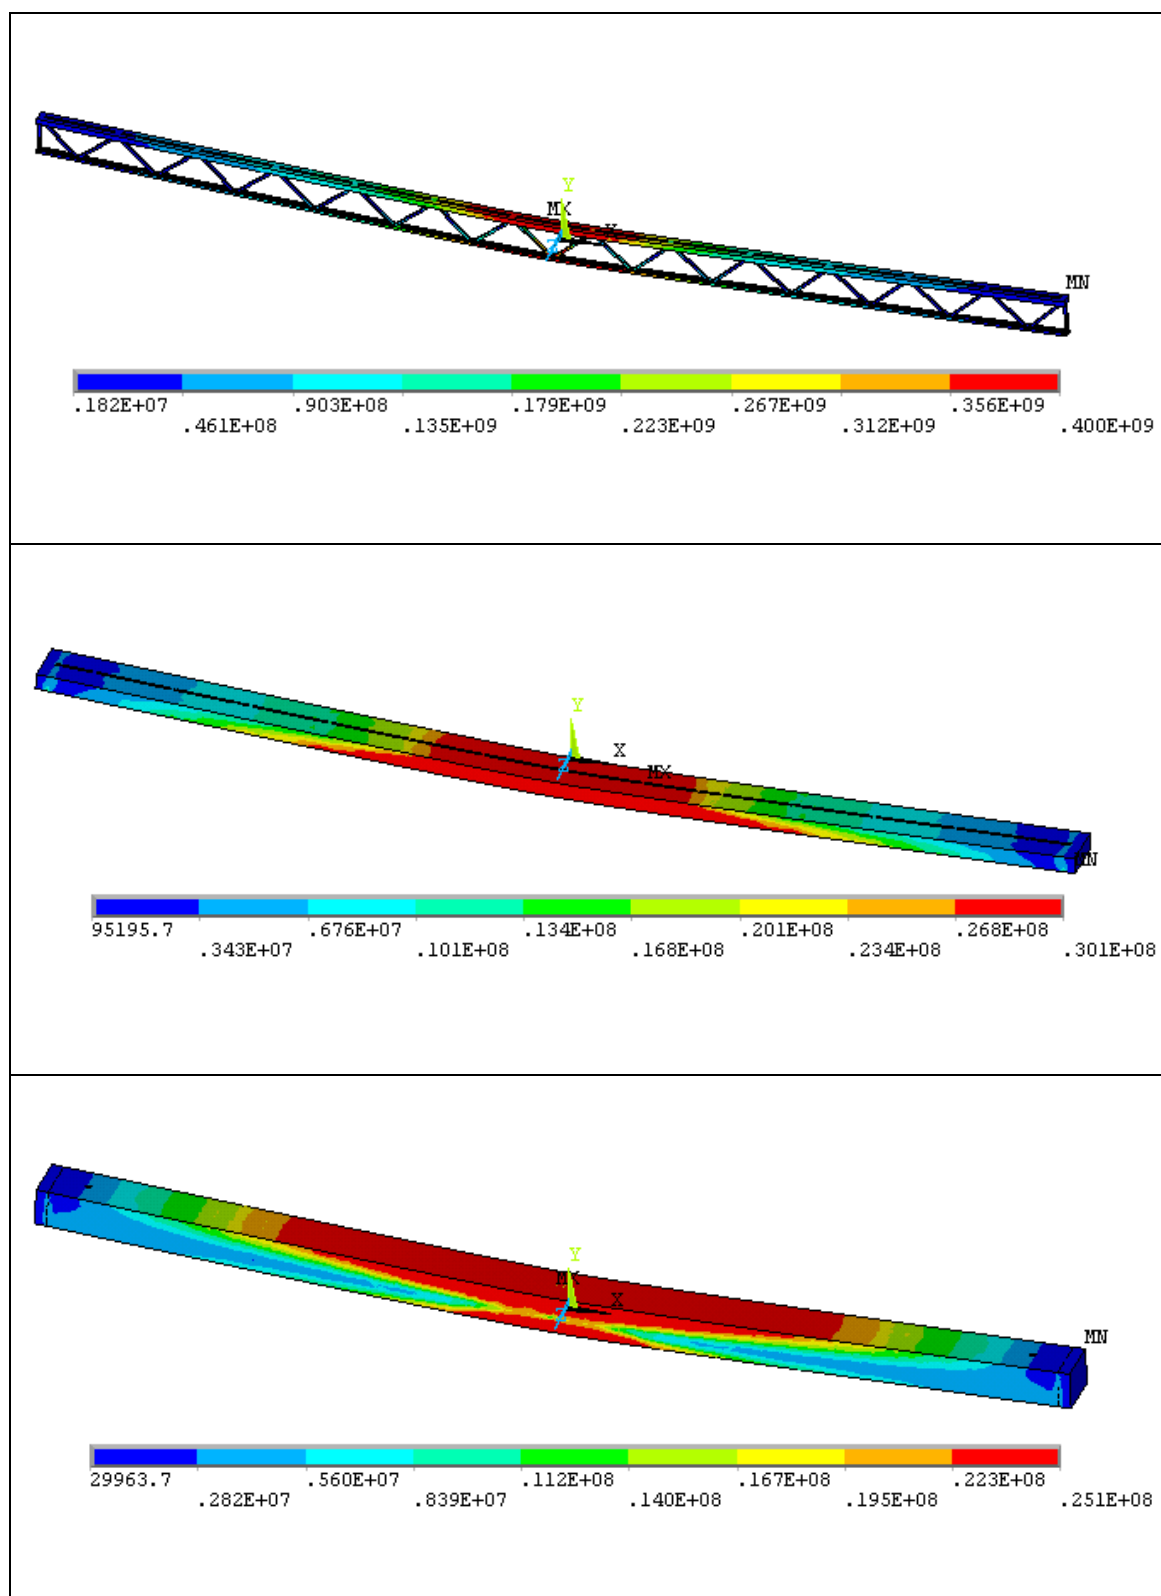 Y
MX
X
Z
MN
.182E+07 .903E+08 .179E+09 .267E+09 .356E+09
.461E+08 .135E+09 .223E+09 .312E+09 .400E+09
Y
X
Z
MX
MN
95195.7 .676E+07 .134E+08 .201E+08 .268E+08
.343E+07 .101E+08 .168E+08 .234E+08 .301E+08
Y
MX
X
Z
MN
29963.7 .560E+07 .112E+08 .167E+08 .223E+08
.282E+07 .839E+07 .140E+08 .195E+08 .251E+08